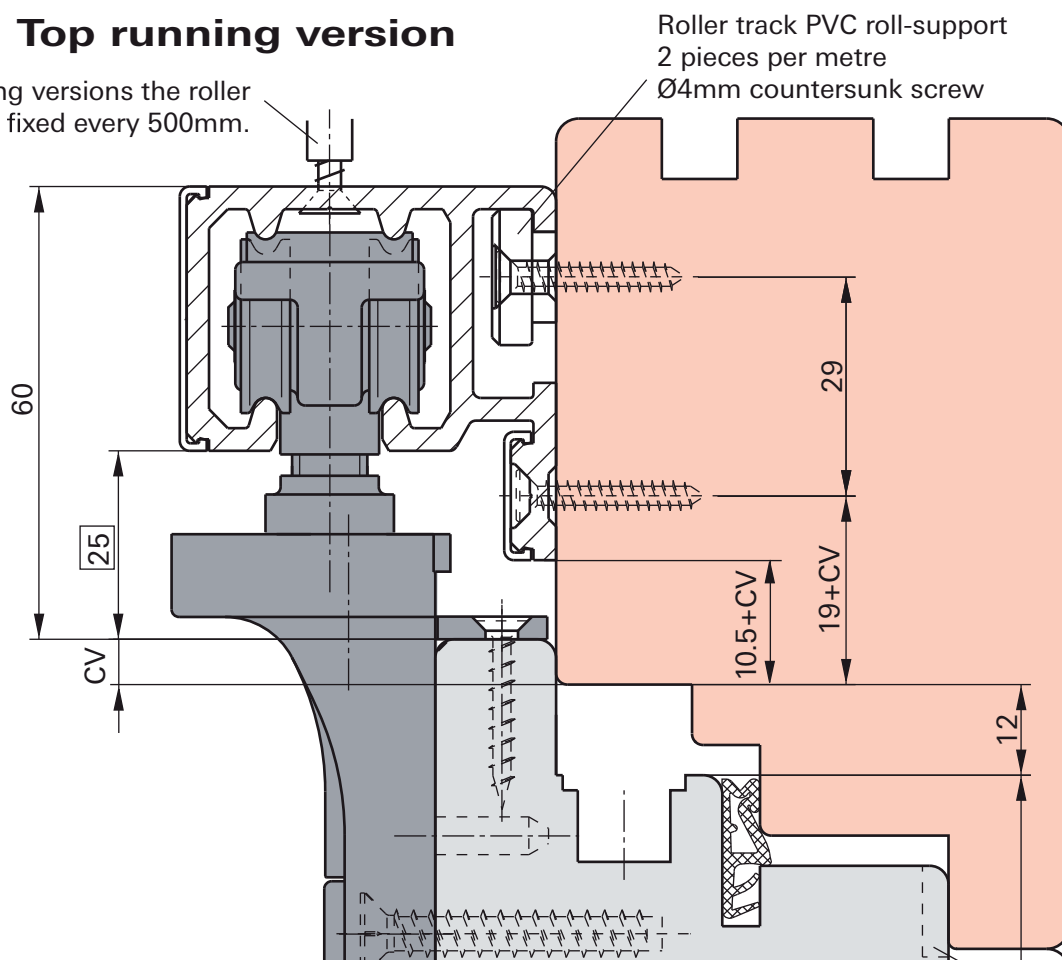 Top running version
Roller track PVC roll-support
2 pieces per metre
Ø4mm countersunk screw
ng versions the roller
fixed every 500mm.
60
25
CV
29
19+CV
10.5+CV
12